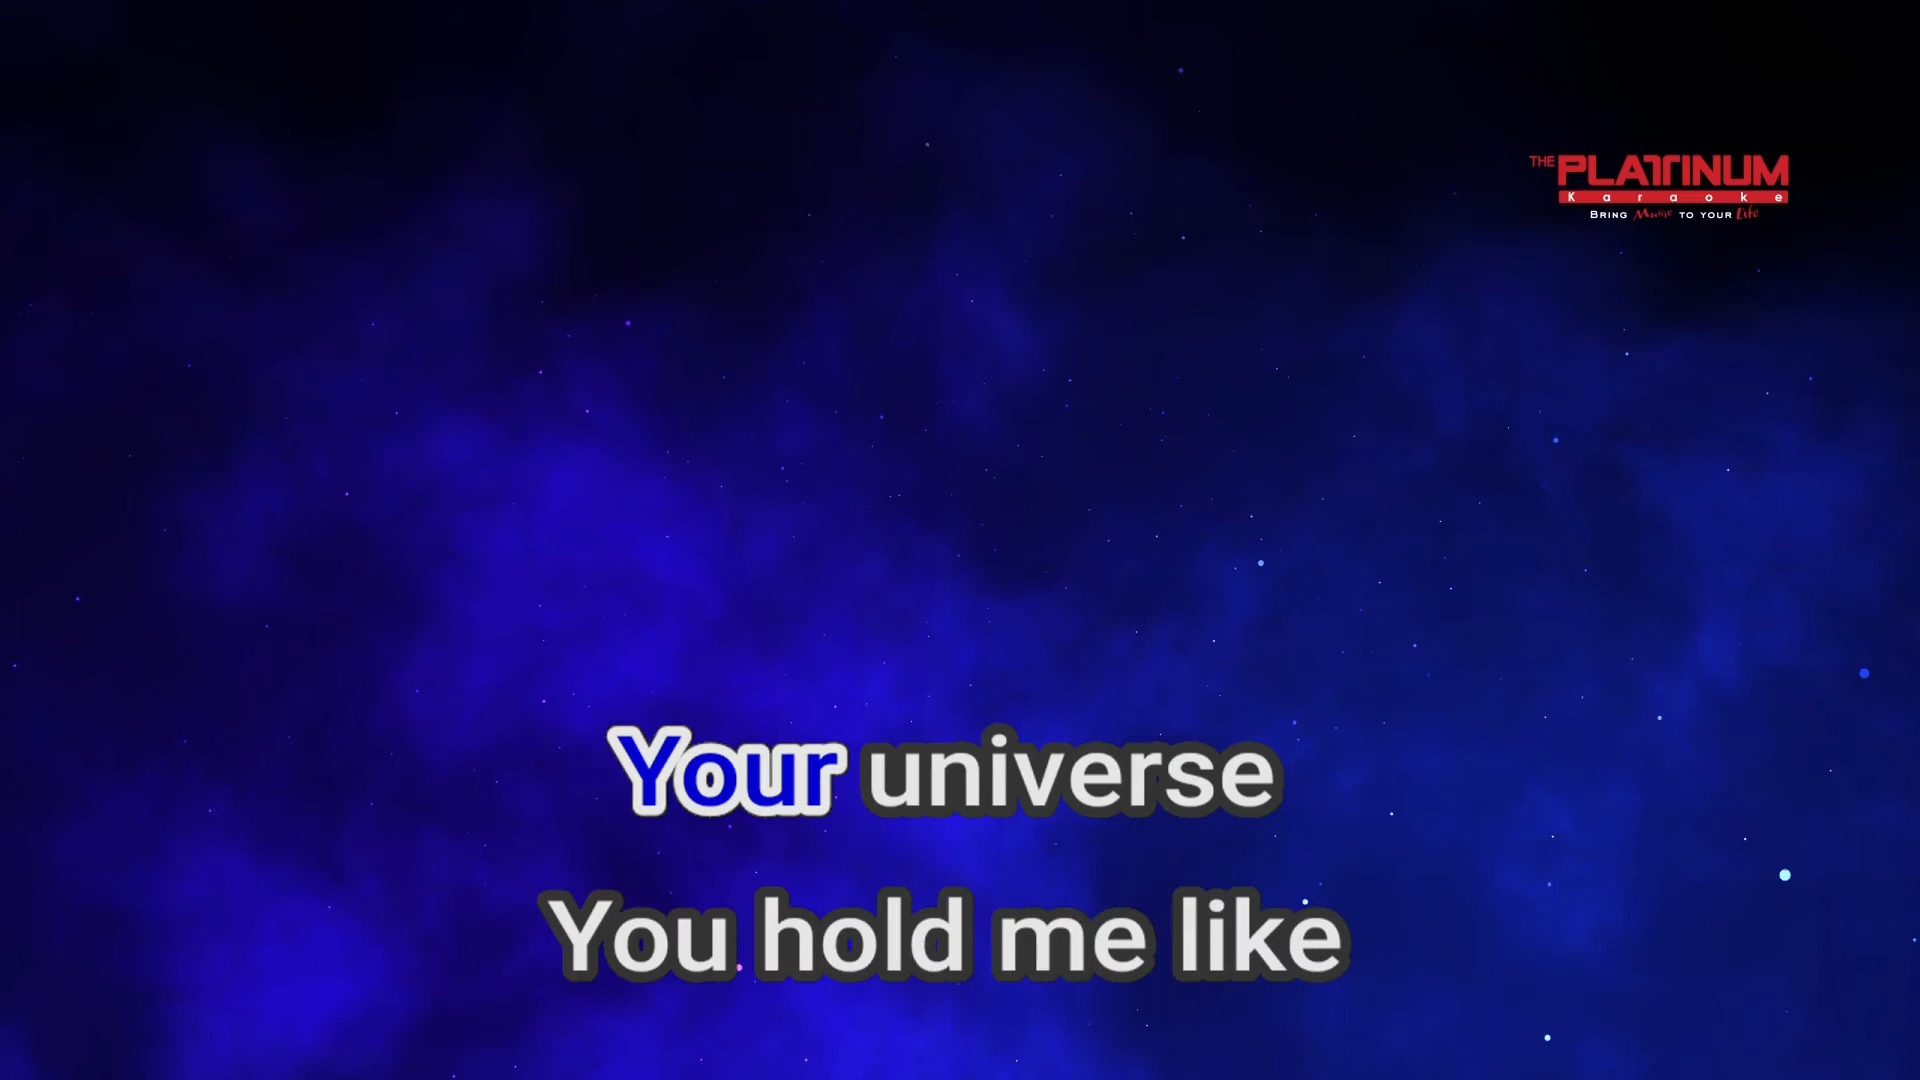 THE PLATINUM
Karaoke
BRING Music TO YOUR Life
Your universe
You hold me like